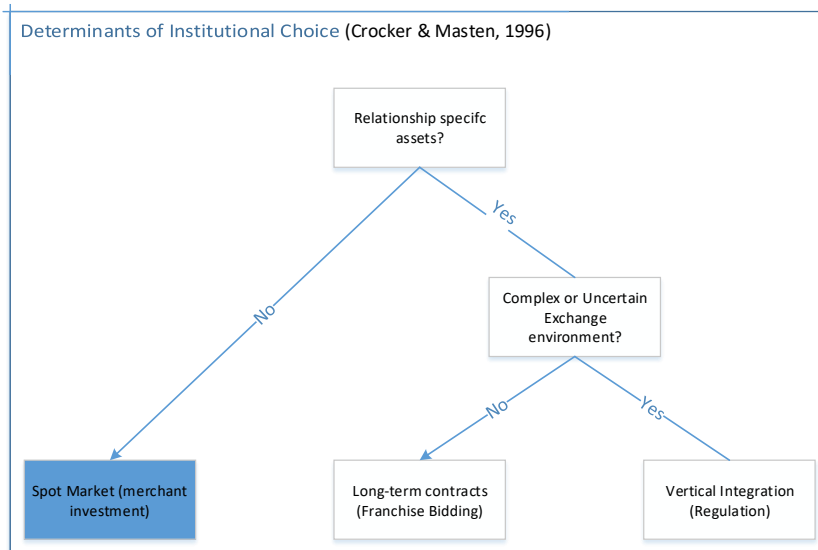 Determinants of Institutional Choice (Crocker & Masten, 1996)
Relationship specifc
assets?
Yes
No
Complex or Uncertain
Exchange
environment?
No
Yes
Spot Market (merchant
investment)
Long-term contracts
(Franchise Bidding)
Vertical Integration
(Regulation)